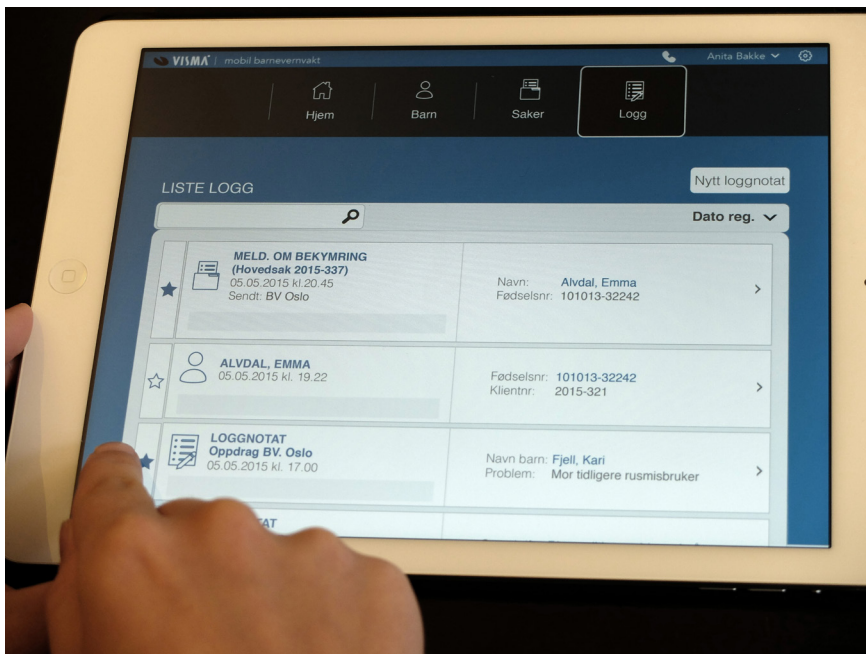 VISMA | mobil barnevernvakt
Anita Bakke
Hjem
Barn
Saker
Logg
LISTE LOGG
Nytt loggnotat
Dato reg.
MELD. OM BEKYMRING
(Hovedsak 2015-337)
05.05.2015 kl.20.45
Sendt: BV Oslo
Navn: Alvdal, Emma
Fødselsnr: 101013-32242
ALVDAL, EMMA
05.05.2015 kl. 19.22
Fødselsnr: 101013-32242
Klientnr: 2015-321
LOGGNOTAT
Oppdrag BV. Oslo
05.05.2015 kl. 17.00
Navn barn: Fjell, Kari
Problem: Mor tidligere rusmisbruker